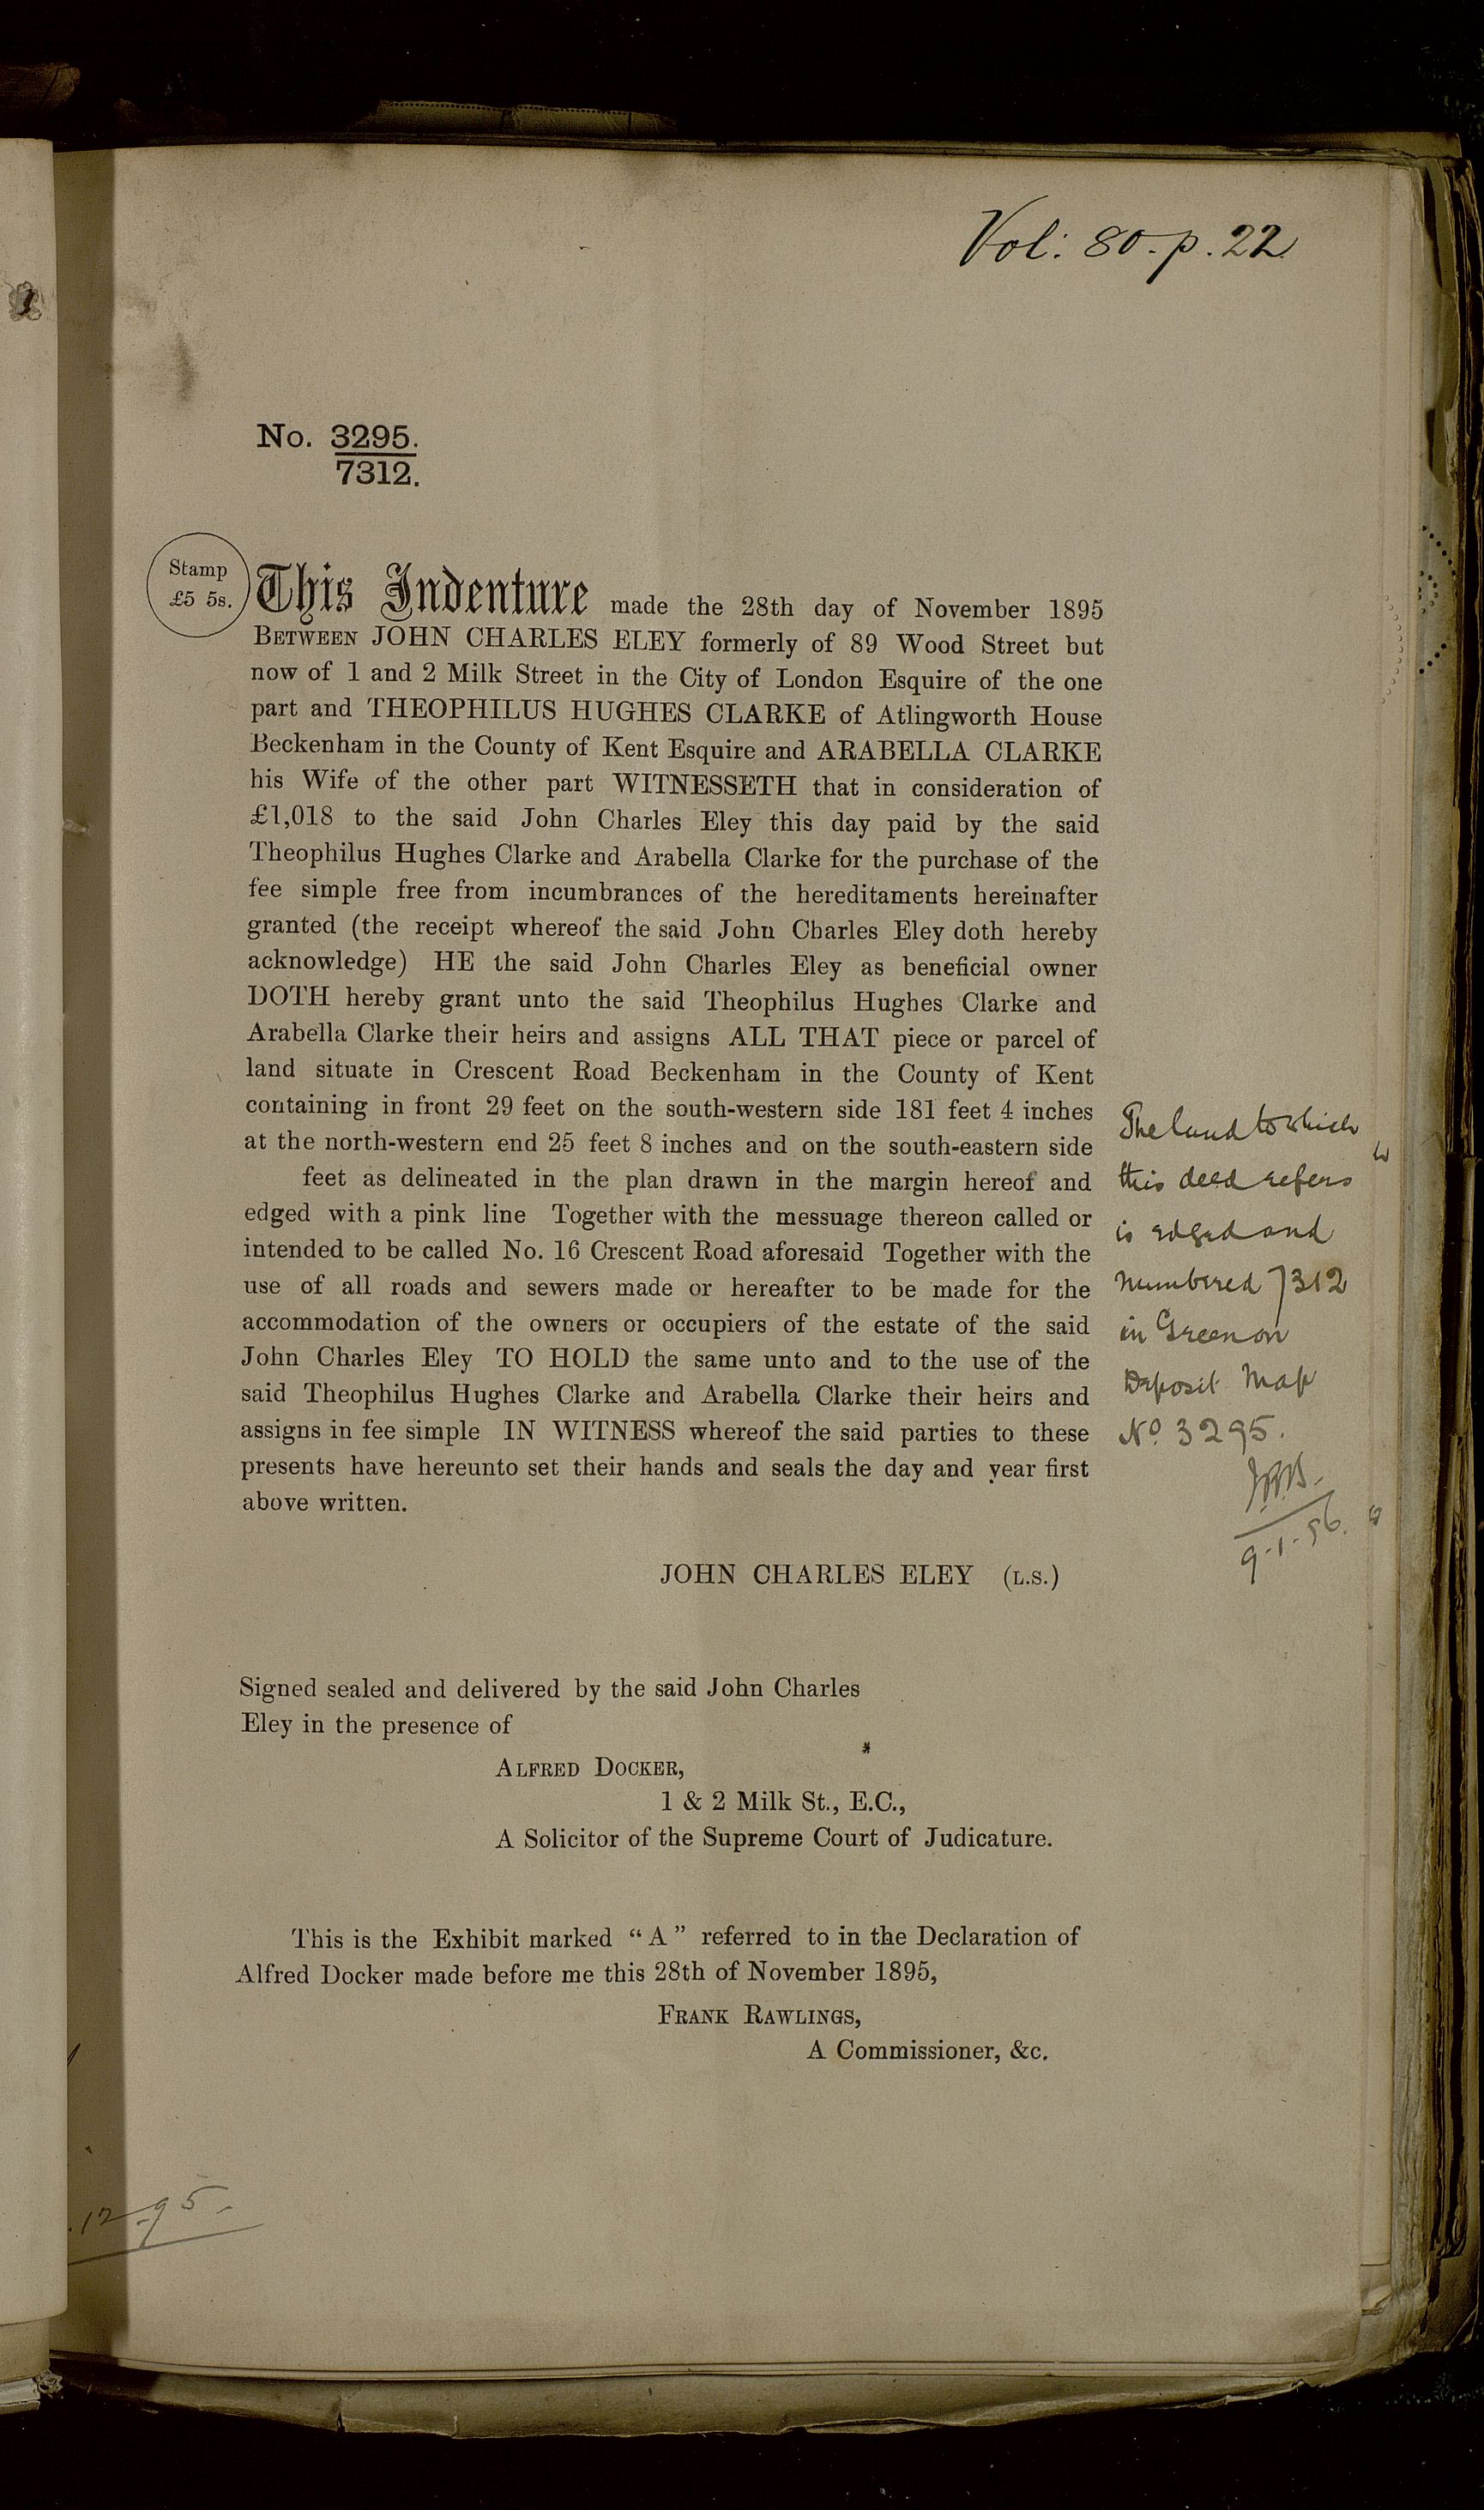 Vol: 80. p. 22
No. 3295.
7312.
Stamp
£5 5s.
This Indenture made the 28th day of November 1895
BETWEEN JOHN CHARLES ELEY formerly of 89 Wood Street but
now of 1 and 2 Milk Street in the City of London Esquire of the one
part and THEOPHILUS HUGHES CLARKE of Atlingworth House
Beckenham in the County of Kent Esquire and ARABELLA CLARKE
his Wife of the other part WITNESSETH that in consideration of
£1,018 to the said John Charles Eley this day paid by the said
Theophilus Hughes Clarke and Arabella Clarke for the purchase of the
fee simple free from incumbrances of the hereditaments hereinafter
granted (the receipt whereof the said John Charles Eley doth hereby
acknowledge) HE the said John Charles Eley as beneficial owner
DOTH hereby grant unto the said Theophilus Hughes Clarke and
Arabella Clarke their heirs and assigns ALL THAT piece or parcel of
land situate in Crescent Road Beckenham in the County of Kent
containing in front 29 feet on the south-western side 181 feet 4 inches
at the north-western end 25 feet 8 inches and on the south-eastern side
feet as delineated in the plan drawn in the margin hereof and
edged with a pink line Together with the messuage thereon called or
intended to be called No. 16 Crescent Road aforesaid Together with the
use of all roads and sewers made or hereafter to be made for the
accommodation of the owners or occupiers of the estate of the said
John Charles Eley TO HOLD the same unto and to the use of the
said Theophilus Hughes Clarke and Arabella Clarke their heirs and
assigns in fee simple IN WITNESS whereof the said parties to these
presents have hereunto set their hands and seals the day and year first
above written.
The land to which
this deed refers
is edged and
numbered 7312
in Green on
Deposit Map
No. 3295.
9-1-96.
JOHN CHARLES ELEY (L.S.)
Signed sealed and delivered by the said John Charles
Eley in the presence of
ALFRED DOCKER,
1 & 2 Milk St., E.C.,
A Solicitor of the Supreme Court of Judicature.
This is the Exhibit marked “A” referred to in the Declaration of
Alfred Docker made before me this 28th of November 1895,
FRANK RAWLINGS,
A Commissioner, &c.
.12-95.